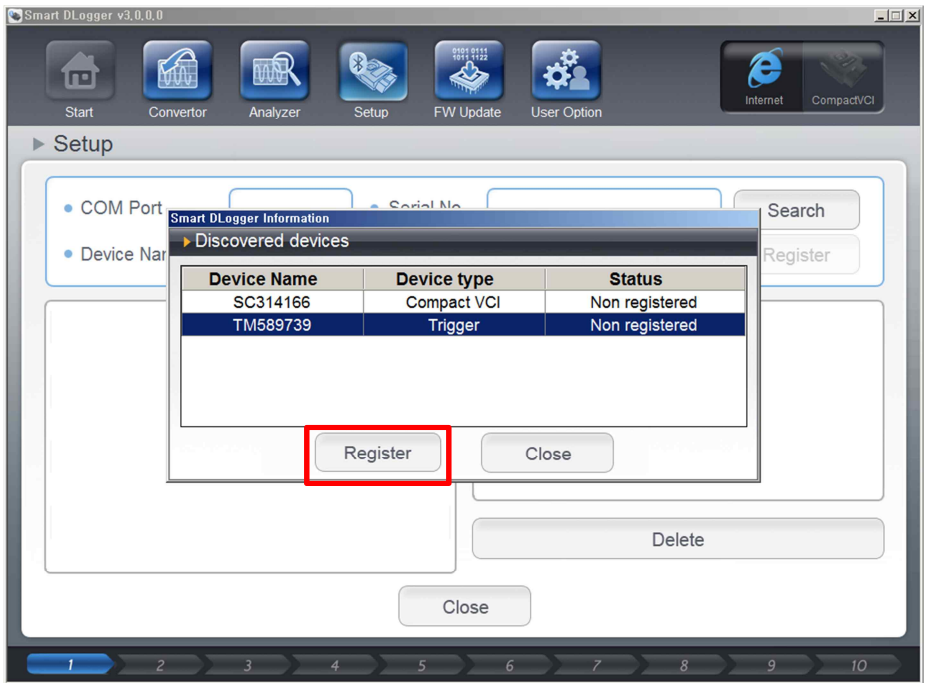 Smart DLogger v3,0,0,0
Start Convertor Analyzer Setup FW Update User Option Internet CompactVCI
0101 0111
1011 1122
Setup
COM Port Serial No Search
Device Register
Smart DLogger Information
Discovered devices
Device Name Device type Status
SC314166 Compact VCI Non registered
TM589739 Trigger Non registered
Register Close
Delete
Close
1 2 3 4 5 6 7 8 9 10